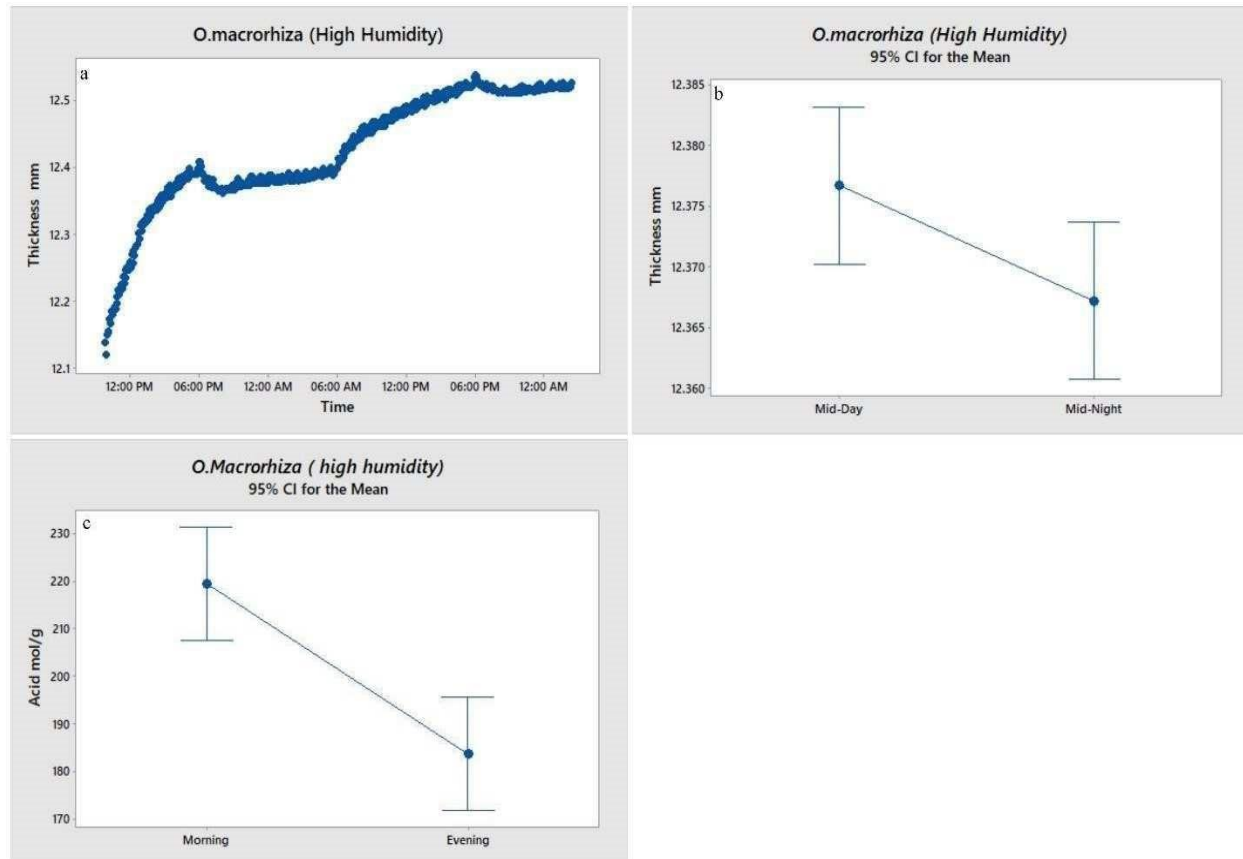 O.macrorhiza (High Humidity)
a
12.5
12.4
12.3
12.2
12.1
Thickness mm
12:00 PM 06:00 PM 12:00 AM 06:00 AM 12:00 PM 06:00 PM 12:00 AM
Time
O.macrorhiza (High Humidity)
95% CI for the Mean
b
12.385
12.380
12.375
12.370
12.365
12.360
Thickness mm
Mid-Day Mid-Night
O.Macrorhiza ( high humidity)
95% CI for the Mean
c
230
220
210
200
190
180
170
Acid mol/g
Morning Evening